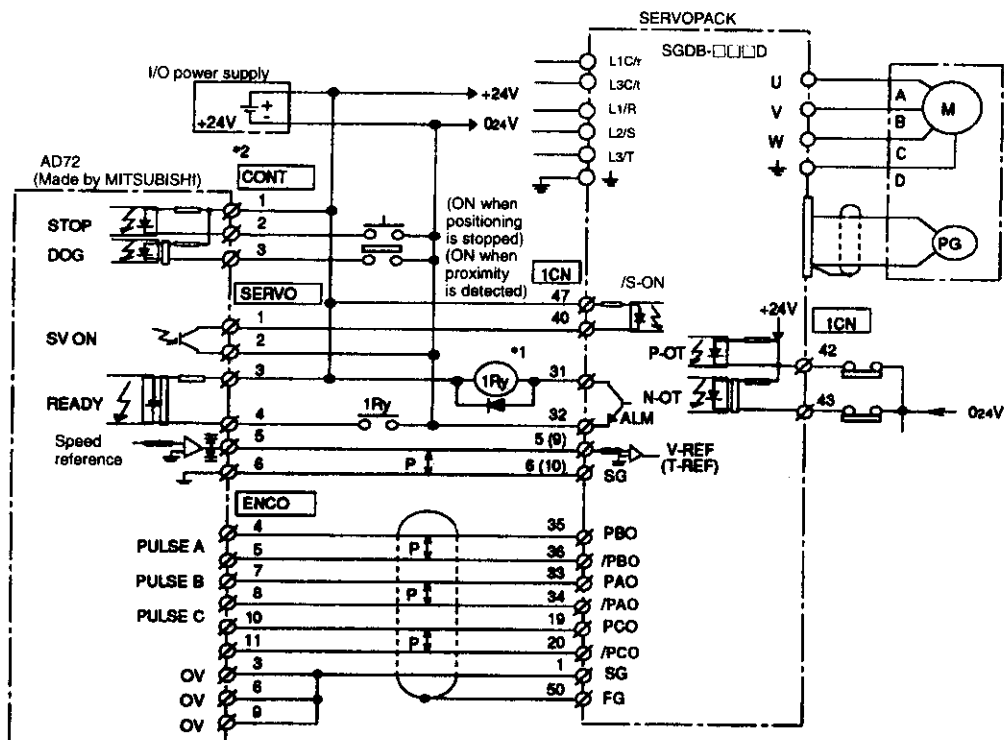 SERVOPACK
SGDB-□□□D
I/O power supply
+
-
+24V
+24V
024V
L1C/r
L3C/t
L1/R
L2/S
L3/T
U
V
W
A
B
C
D
M
PG
AD72
(Made by MITSUBISHI)
*2
CONT
STOP
DOG
1
2
3
(ON when
positioning
is stopped)
(ON when
proximity
is detected)
SERVO
1CN
/S-ON
47
40
SV ON
1
2
+24V
1CN
P-OT
42
N-OT
43
024V
READY
3
4
*1
1Ry
1Ry
31
32
ALM
Speed
reference
5
6
P
5 (9)
6 (10)
V-REF
(T-REF)
SG
ENCO
PULSE A
4
P
35
PBO
5
36
/PBO
PULSE B
7
P
33
PAO
8
34
/PAO
PULSE C
10
P
19
PCO
11
20
/PCO
OV
3
1
SG
OV
6
50
FG
OV
9